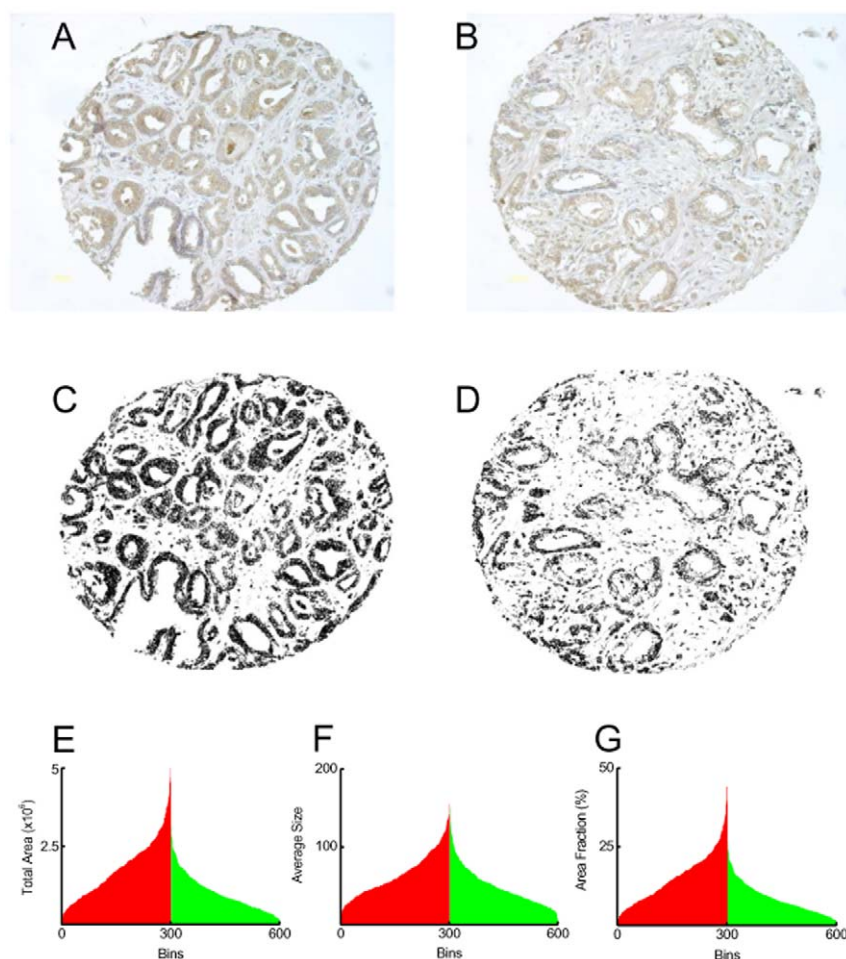 A
B
C
D
E
F
G
5
2.5
Total Area (x10⁶)
0
300
600
Bins
200
100
Average Size
0
300
600
Bins
50
25
Area Fraction (%)
0
300
600
Bins